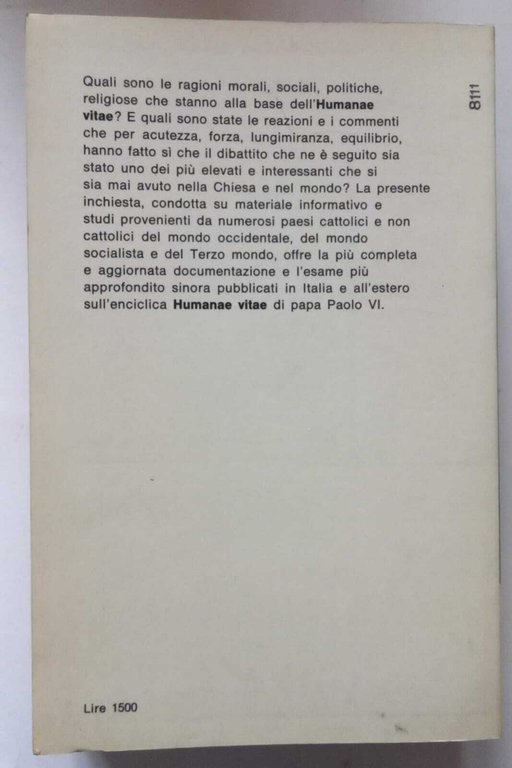 Quali sono le ragioni morali, sociali, politiche,
religiose che stanno alla base dell'Humanae
vitae? E quali sono state le reazioni e i commenti
che per acutezza, forza, lungimiranza, equilibrio,
hanno fatto sì che il dibattito che ne è seguito sia
stato uno dei più elevati e interessanti che si
sia mai avuto nella Chiesa e nel mondo? La presente
inchiesta, condotta su materiale informativo e
studi provenienti da numerosi paesi cattolici e non
cattolici del mondo occidentale, del mondo
socialista e del Terzo mondo, offre la più completa
e aggiornata documentazione e l'esame più
approfondito sinora pubblicati in Italia e all'estero
sull'enciclica Humanae vitae di papa Paolo VI.
8111
Lire 1500